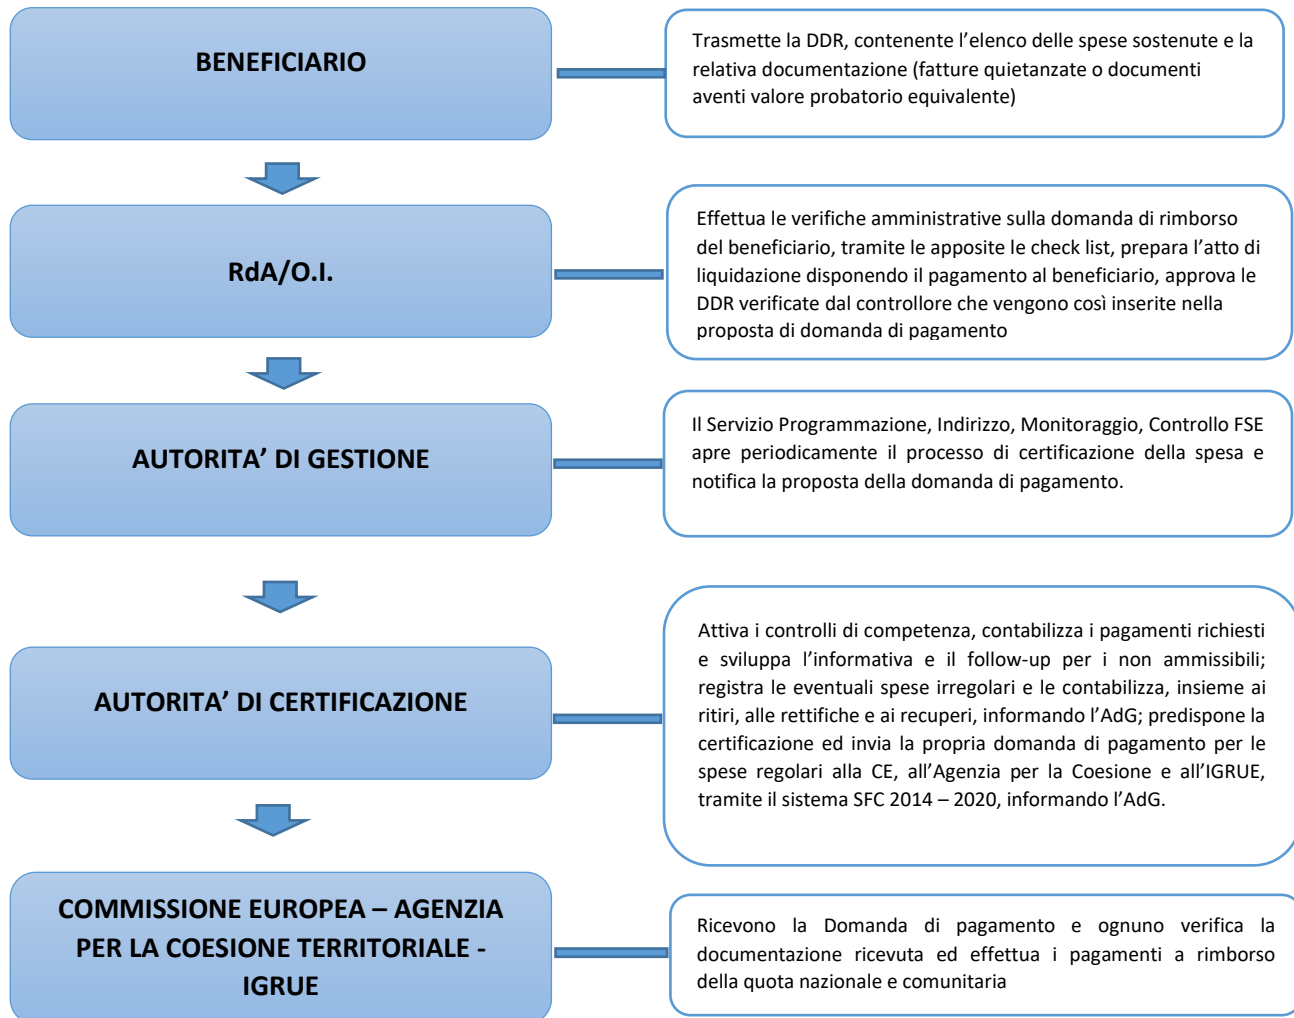 BENEFICIARIO
Trasmette la DDR, contenente l’elenco delle spese sostenute e la
relativa documentazione (fatture quietanzate o documenti
aventi valore probatorio equivalente)
RdA/O.I.
Effettua le verifiche amministrative sulla domanda di rimborso
del beneficiario, tramite le apposite le check list, prepara l’atto di
liquidazione disponendo il pagamento al beneficiario, approva le
DDR verificate dal controllore che vengono così inserite nella
proposta di domanda di pagamento
AUTORITA’ DI GESTIONE
Il Servizio Programmazione, Indirizzo, Monitoraggio, Controllo FSE
apre periodicamente il processo di certificazione della spesa e
notifica la proposta della domanda di pagamento.
AUTORITA’ DI CERTIFICAZIONE
Attiva i controlli di competenza, contabilizza i pagamenti richiesti
e sviluppa l’informativa e il follow-up per i non ammissibili;
registra le eventuali spese irregolari e le contabilizza, insieme ai
ritiri, alle rettifiche e ai recuperi, informando l’AdG; predispone la
certificazione ed invia la propria domanda di pagamento per le
spese regolari alla CE, all’Agenzia per la Coesione e all’IGRUE,
tramite il sistema SFC 2014 – 2020, informando l’AdG.
COMMISSIONE EUROPEA – AGENZIA
PER LA COESIONE TERRITORIALE -
IGRUE
Ricevono la Domanda di pagamento e ognuno verifica la
documentazione ricevuta ed effettua i pagamenti a rimborso
della quota nazionale e comunitaria